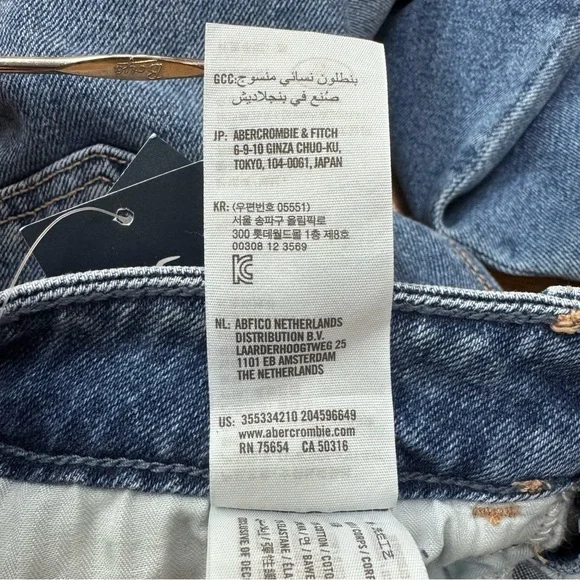 GCC: بنطلون نسائي منسوج
صُنع في بنجلاديش
JP: ABERCROMBIE & FITCH
6-9-10 GINZA CHUO-KU,
TOKYO, 104-0061, JAPAN
KR: (우편번호 05551)
서울 송파구 올림픽로
300 롯데월드몰 1층 제8호
00308 12 3569
NL: ABFICO NETHERLANDS
DISTRIBUTION B.V.
LAARDERHOOGTWEG 25
1101 EB AMSTERDAM
THE NETHERLANDS
US: 355334210 204596649
www.abercrombie.com
RN 75654 CA 50316